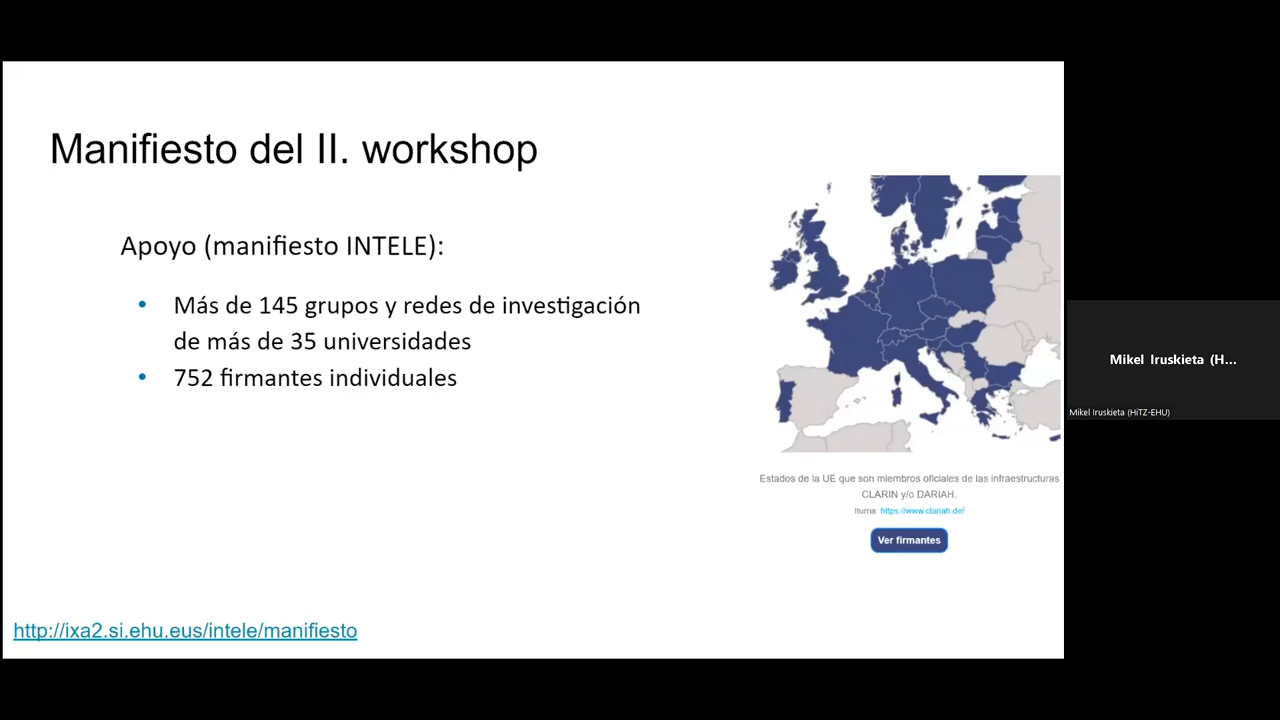 Manifiesto del II. workshop
Apoyo (manifiesto INTELE):
• Más de 145 grupos y redes de investigación
de más de 35 universidades
• 752 firmantes individuales
Estados de la UE que son miembros oficiales de las infraestructuras
CLARIN y/o DARIAH.
Iturria: https://www.clariah.de/
Ver firmantes
http://ixa2.si.ehu.eus/intele/manifiesto
Mikel Iruskieta (H...
Mikel Iruskieta (HiTZ-EHU)